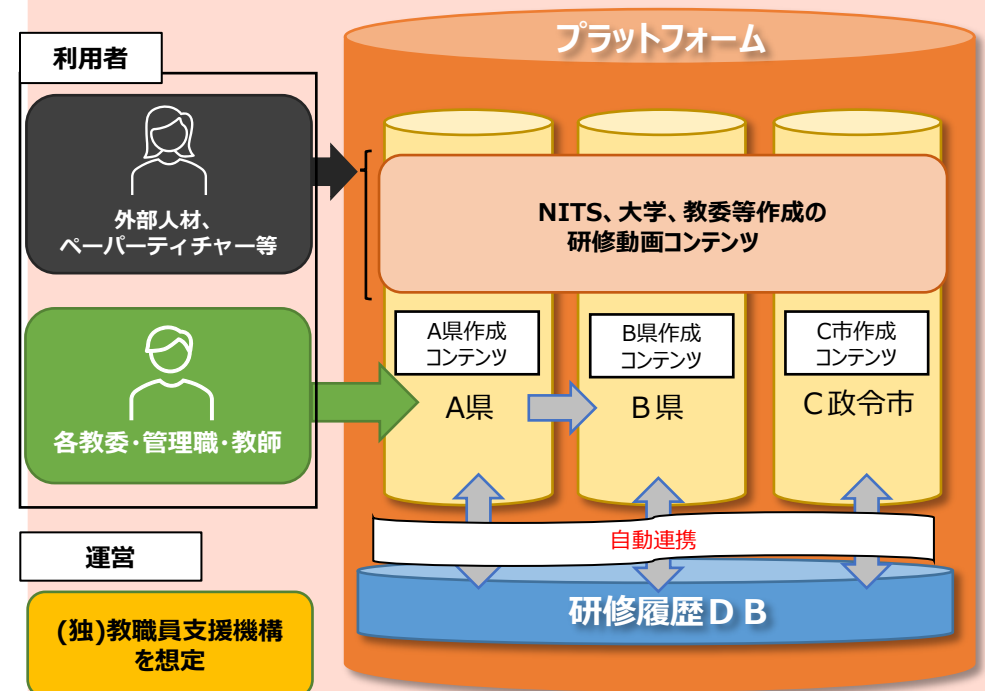 プラットフォーム
利用者
外部人材、
ペーパーティチャー等
NITS、大学、教委等作成の
研修動画コンテンツ
各教委・管理職・教師
A県作成
コンテンツ
A県
B県作成
コンテンツ
B県
C市作成
コンテンツ
C政令市
自動連携
研修履歴DB
運営
(独)教職員支援機構
を想定